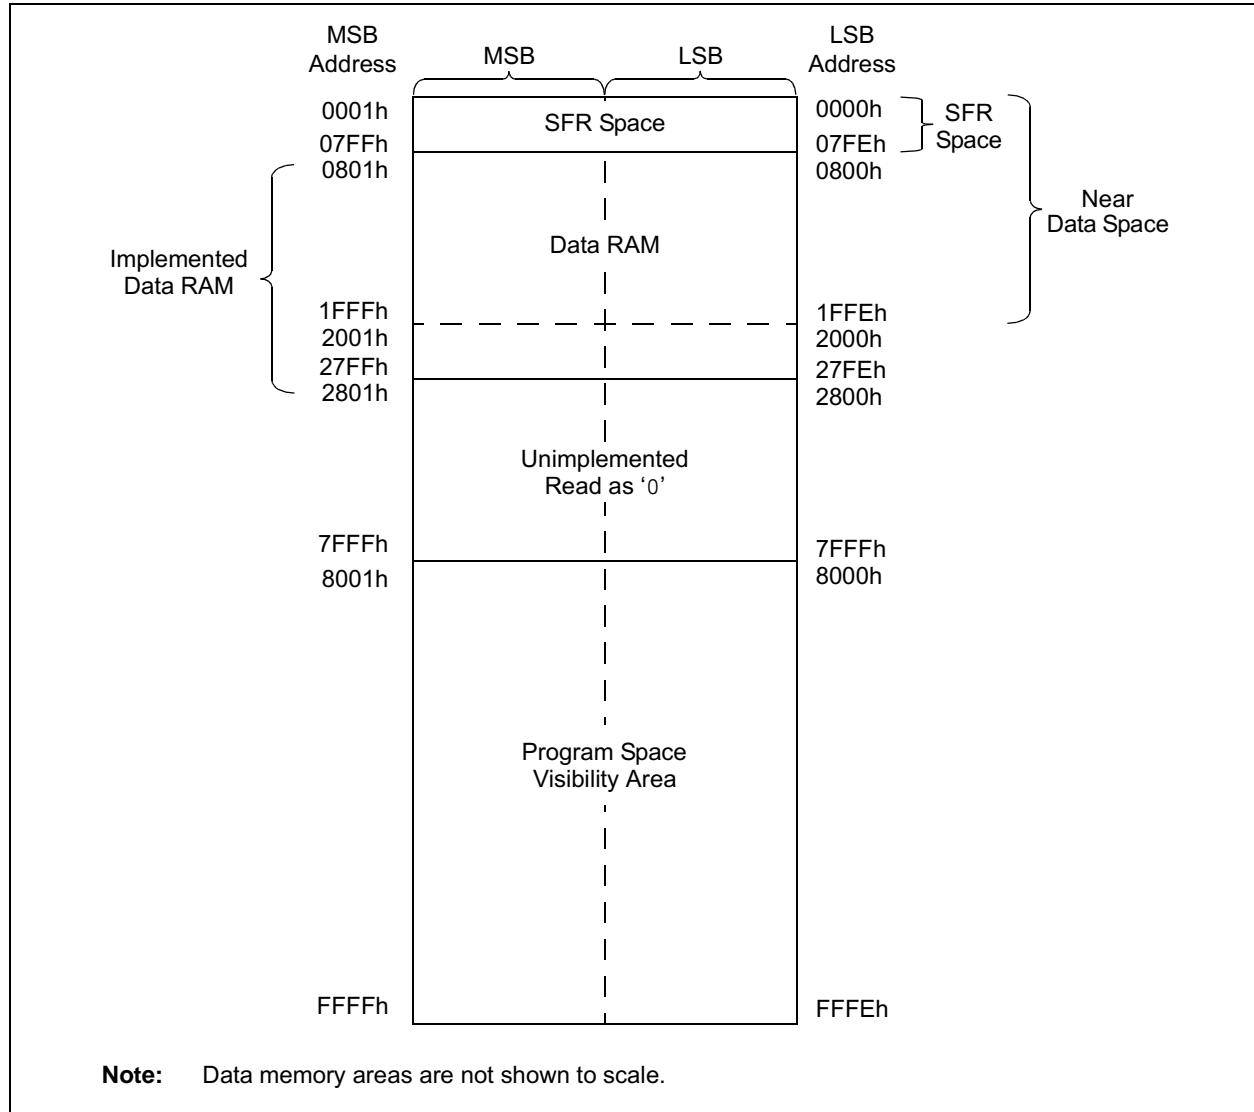 MSB
Address
MSB
LSB
LSB
Address
0001h
SFR Space
0000h
SFR
Space
07FFh
07FEh
0801h
0800h
Near
Data Space
Implemented
Data RAM
Data RAM
1FFFh
1FFEh
2001h
2000h
27FFh
27FEh
2801h
2800h
Unimplemented
Read as ‘0’
7FFFh
7FFFh
8001h
8000h
Program Space
Visibility Area
FFFFh
FFFEh
Note: Data memory areas are not shown to scale.